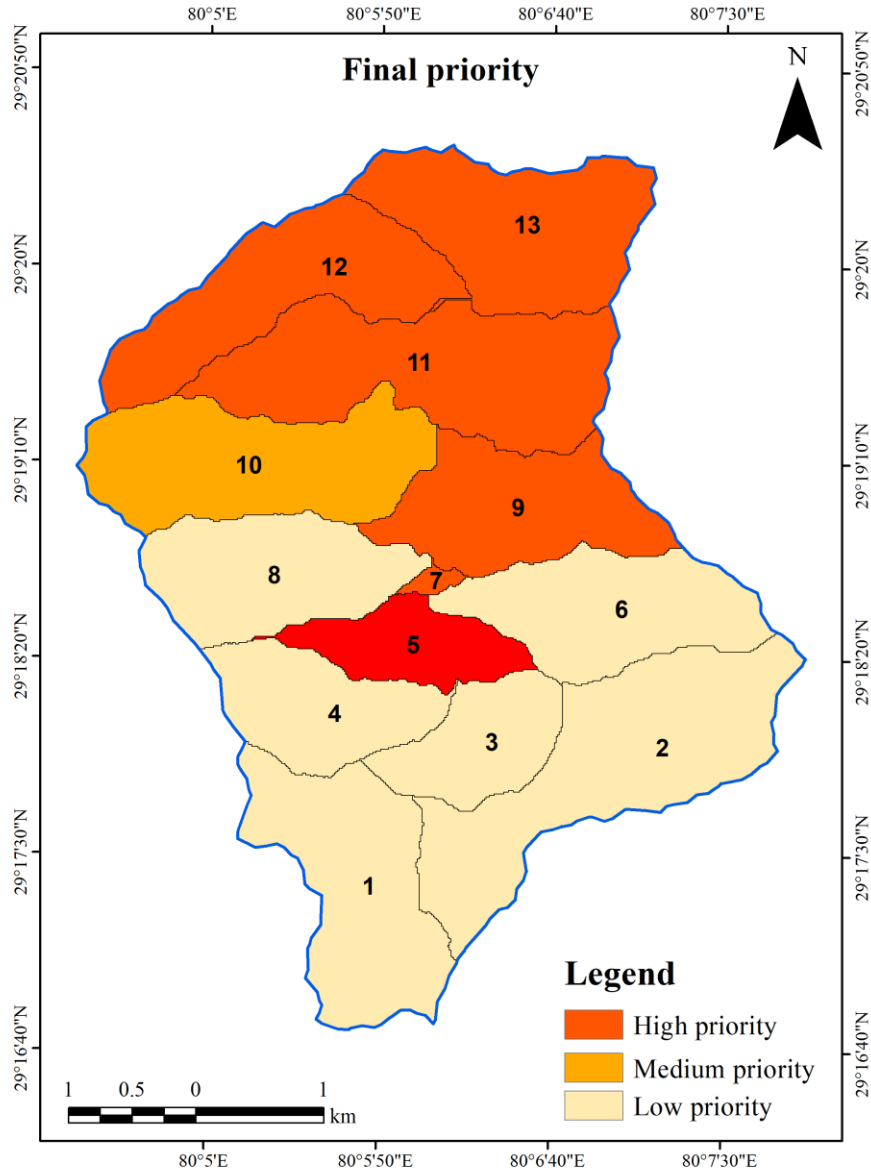 80°5'E 80°5'50"E 80°6'40"E 80°7'30"E
29°20'50"N 29°20'50"N
Final priority
N
13
29°20'N 12 29°20'N
11
29°19'10"N 10 29°19'10"N
9
8 7
6
29°18'20"N 5 29°18'20"N
4 3 2
29°17'30"N 29°17'30"N
1
Legend
High priority
29°16'40"N Medium priority 29°16'40"N
1 0.5 0 1 Low priority
km
80°5'E 80°5'50"E 80°6'40"E 80°7'30"E